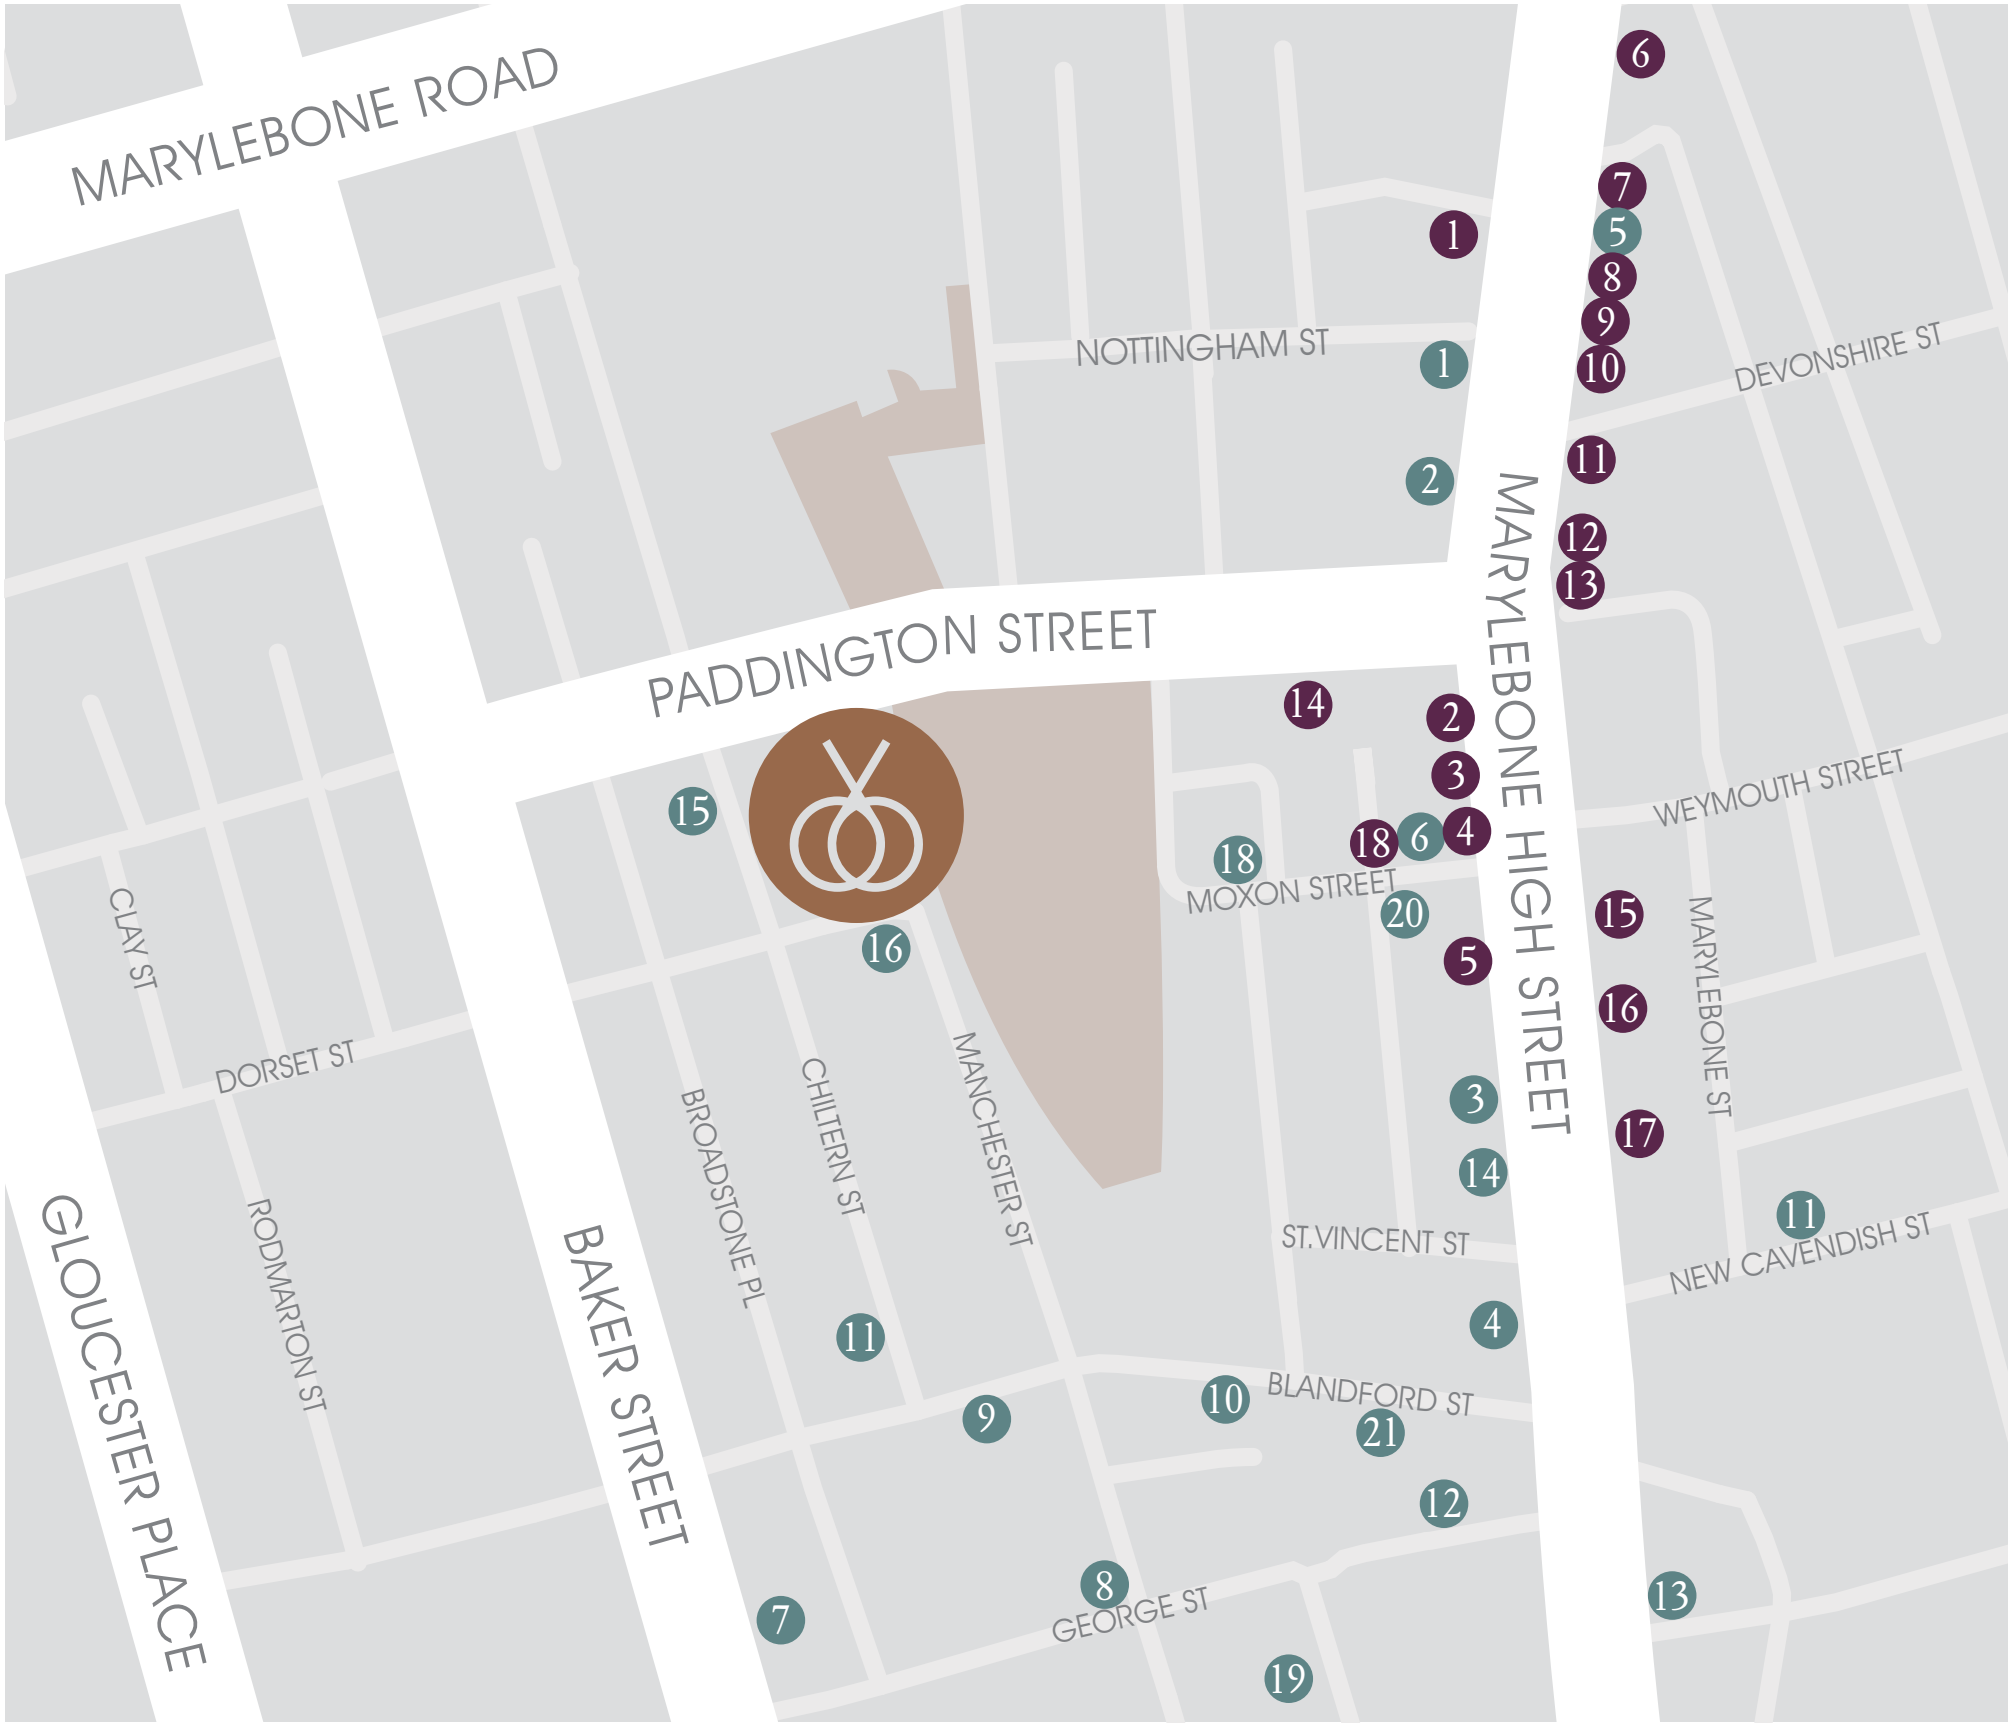 MARYLEBONE ROAD
6
7
1
5
8
9
NOTTINGHAM ST
1
10
DEVONSHIRE ST
11
2
12
13
MARYLEBONE HIGH STREET
PADDINGTON STREET
14
2
3
WEYMOUTH STREET
15
18
6
4
18
MOXON STREET
20
15
5
16
16
CLAY ST
MARYLEBONE ST
DORSET ST
3
17
14
BROADSTONE PL
CHILTERN ST
MANCHESTER ST
11
ST.VINCENT ST
NEW CAVENDISH ST
GLOUCESTER PLACE
RODMARTON ST
BAKER STREET
11
4
9
10
BLANDFORD ST
21
12
8
GEORGE ST
13
7
19